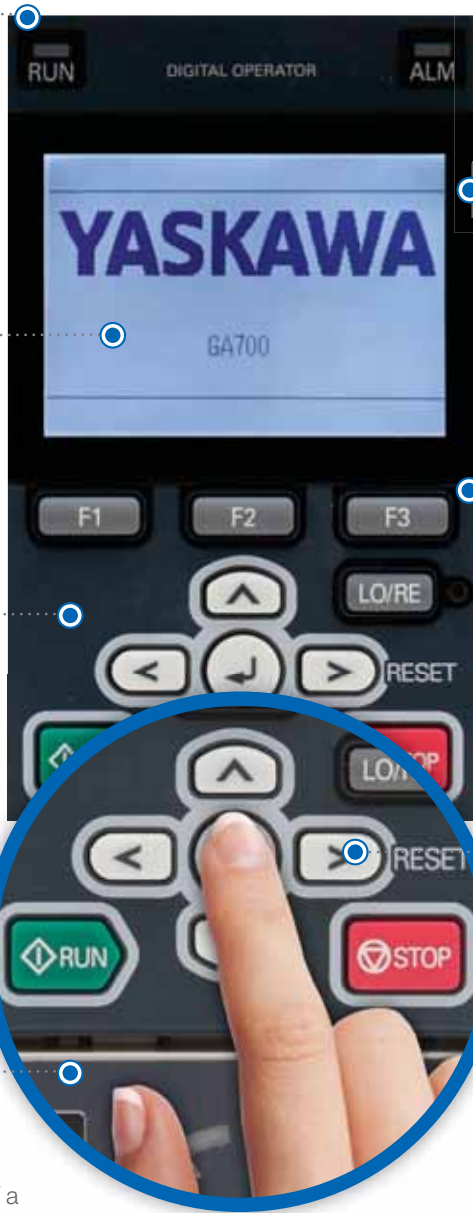 RUN DIGITAL OPERATOR ALM
YASKAWA
GA700
F1 F2 F3
LO/RE
RESET
RESET
RUN STOP
a